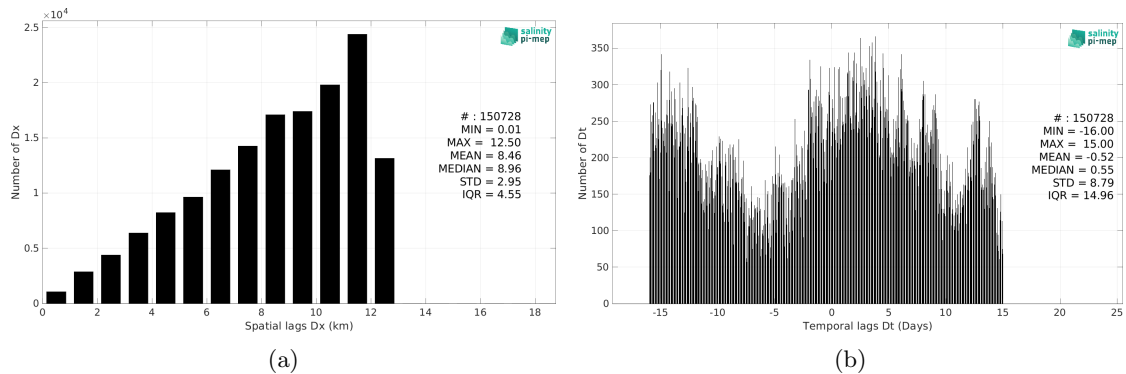 ×10⁴
2.5
2
1.5
1
0.5
0
Number of Dx
0 2 4 6 8 10 12 14 16 18
Spatial lags Dx (km)
salinity
pi-mep
# : 150728
MIN = 0.01
MAX = 12.50
MEAN = 8.46
MEDIAN = 8.96
STD = 2.95
IQR = 4.55
(a)
350
300
250
200
150
100
50
0
Number of Dt
-15 -10 -5 0 5 10 15 20 25
Temporal lags Dt (Days)
salinity
pi-mep
# : 150728
MIN = -16.00
MAX = 15.00
MEAN = -0.52
MEDIAN = 0.55
STD = 8.79
IQR = 14.96
(b)